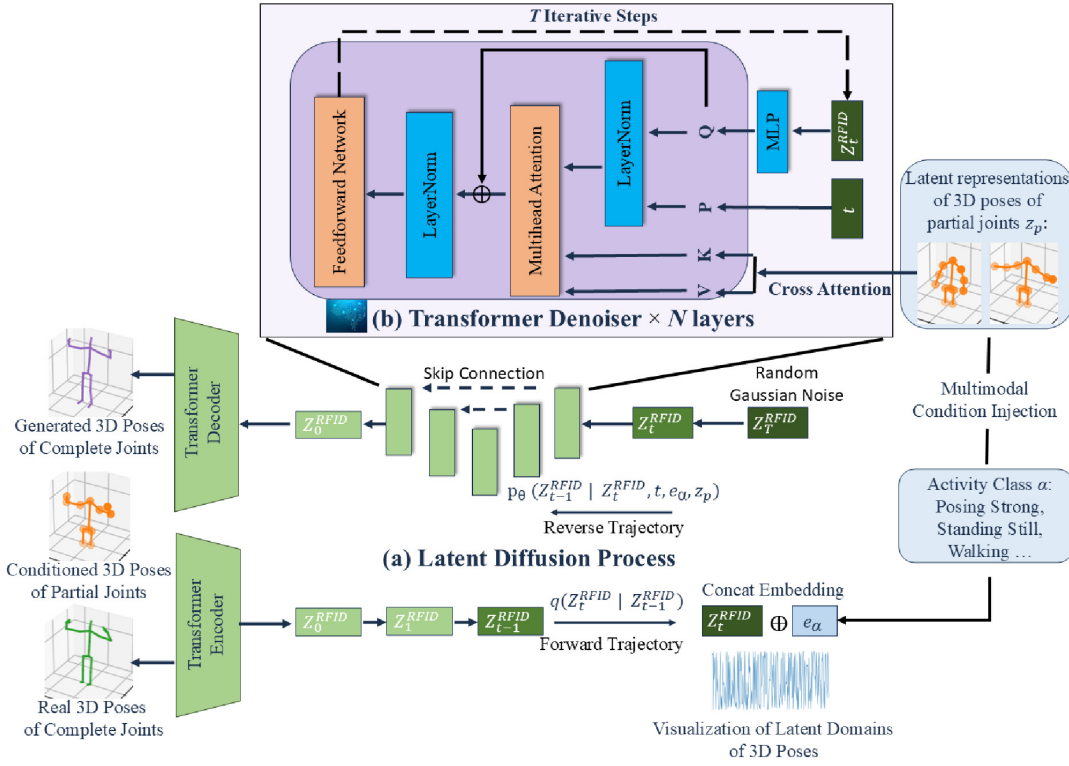 T Iterative Steps
Feedforward Network
LayerNorm
Multihead Attention
LayerNorm
Q
P
K
V
MLP
Z_t^{RFID}
t
Cross Attention
(b) Transformer Denoiser × N layers
Latent representations
of 3D poses of
partial joints z_p:
Multimodal
Condition Injection
Activity Class α:
Posing Strong,
Standing Still,
Walking ...
Generated 3D Poses
of Complete Joints
Transformer
Decoder
Z_0^{RFID}
Skip Connection
Z_t^{RFID}
Random
Gaussian Noise
Z_T^{RFID}
p_θ (Z_{t-1}^{RFID} | Z_t^{RFID}, t, e_α, z_p)
Reverse Trajectory
(a) Latent Diffusion Process
Conditioned 3D Poses
of Partial Joints
Transformer
Encoder
Z_0^{RFID}
Z_1^{RFID}
Z_{t-1}^{RFID}
q(Z_t^{RFID} | Z_{t-1}^{RFID})
Forward Trajectory
Concat Embedding
Z_t^{RFID} ⊕ e_α
Real 3D Poses
of Complete Joints
Visualization of Latent Domains
of 3D Poses